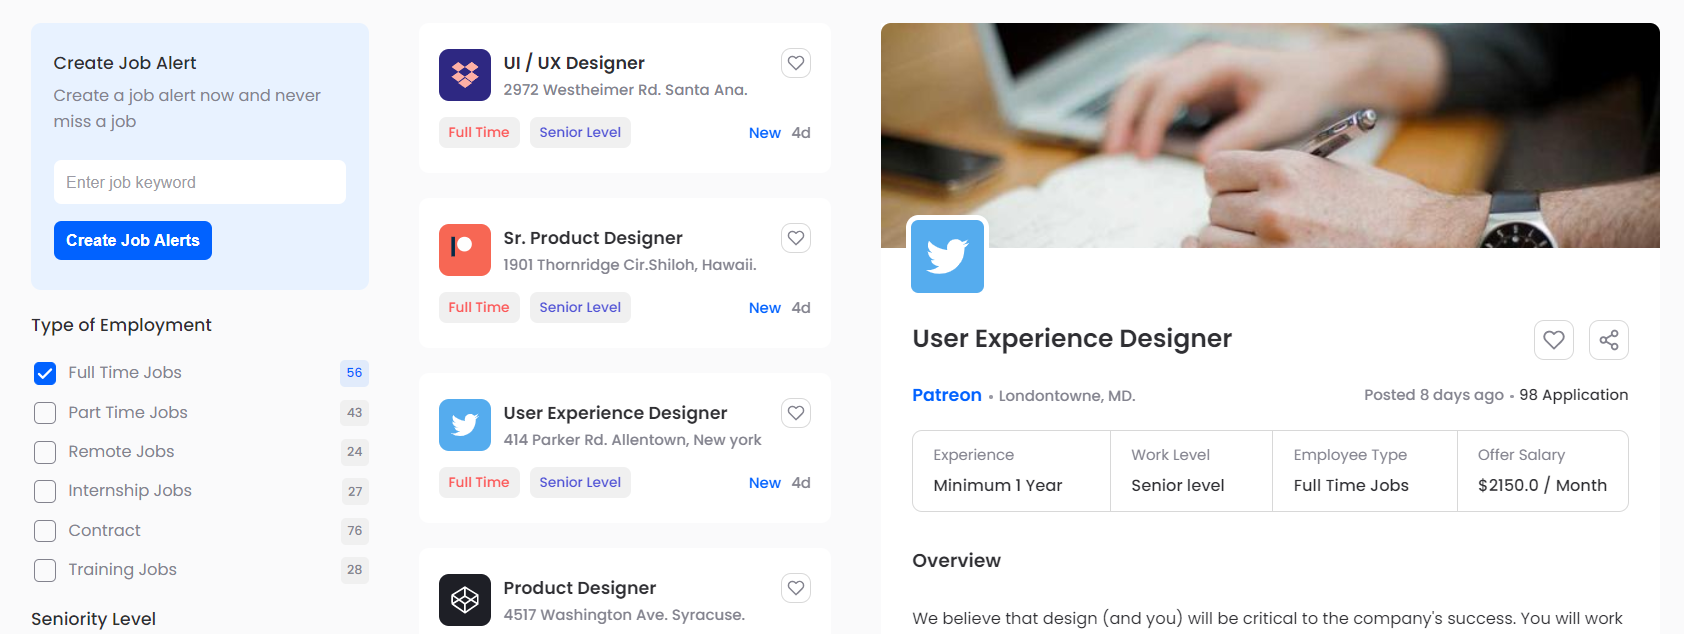 Create Job Alert
Create a job alert now and never
miss a job
Enter job keyword
Create Job Alerts
Type of Employment
Full Time Jobs 56
Part Time Jobs 43
Remote Jobs 24
Internship Jobs 27
Contract 76
Training Jobs 28
Seniority Level
UI / UX Designer
2972 Westheimer Rd. Santa Ana.
Full Time Senior Level New 4d
Sr. Product Designer
1901 Thornridge Cir.Shiloh, Hawaii.
Full Time Senior Level New 4d
User Experience Designer
414 Parker Rd. Allentown, New york
Full Time Senior Level New 4d
Product Designer
4517 Washington Ave. Syracuse.
User Experience Designer
Patreon • Londontowne, MD. Posted 8 days ago • 98 Application
Experience Work Level Employee Type Offer Salary
Minimum 1 Year Senior level Full Time Jobs $2150.0 / Month
Overview
We believe that design (and you) will be critical to the company's success. You will work